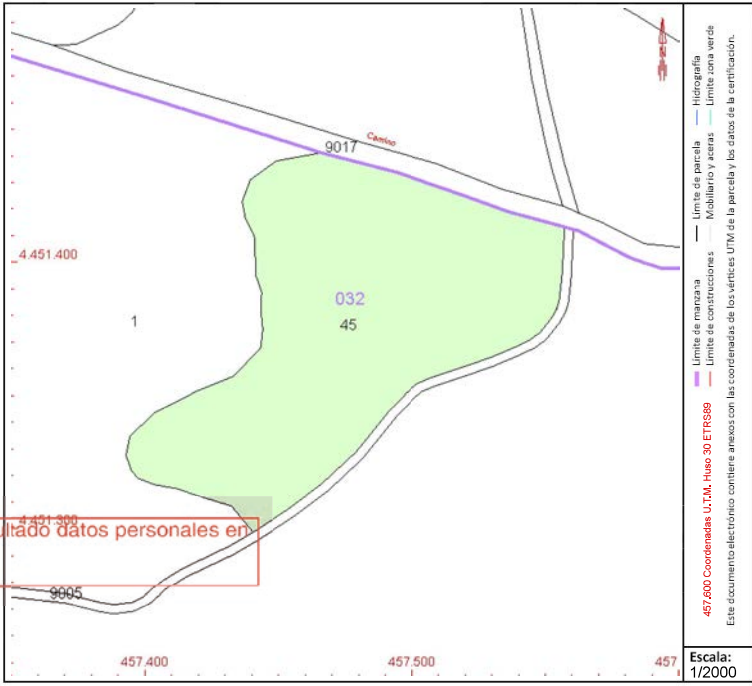 Camino
9017
4.451.400
032
1
45
4.451.300
ultado datos personales en
9005
457.400
457.500
457
Límite de manzana
Límite de parcela
Hidrografía
Límite de construcciones
Mobiliario y aceras
Límite zona verde
457.600 Coordenadas U.T.M. Huso 30 ETRS89
Este documento electrónico contiene anexos con las coordenadas de los vértices UTM de la parcela y los datos de la certificación.
Escala:
1/2000